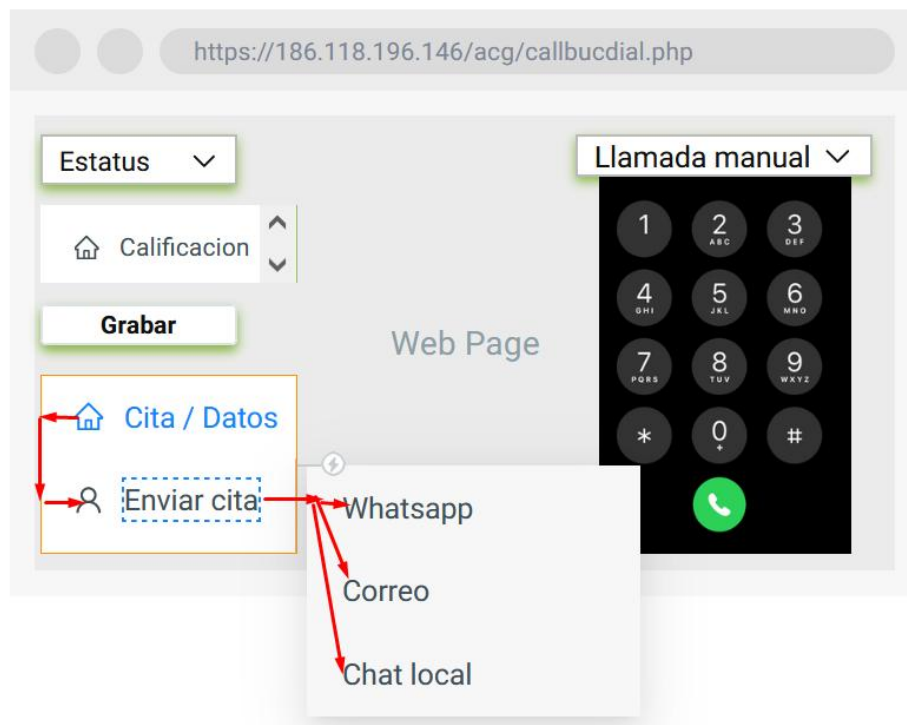 https://186.118.196.146/acg/callbucdial.php
Estatus
Llamada manual
Calificacion
Grabar
Web Page
Cita / Datos
Enviar cita
Whatsapp
Correo
Chat local
1
2
ABC
3
DEF
4
GHI
5
JKL
6
MNO
7
PQRS
8
TUV
9
WXYZ
*
0
+
#